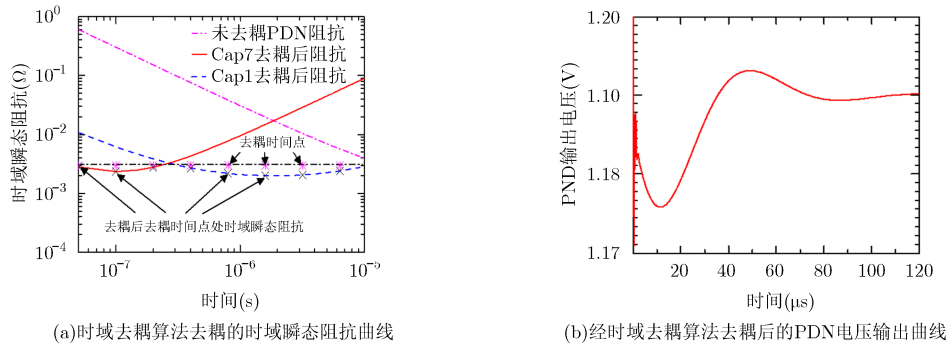 10⁰
10⁻¹
10⁻²
10⁻³
10⁻⁴
时域瞬态阻抗(Ω)
未去耦PDN阻抗
Cap7去耦后阻抗
Cap1去耦后阻抗
去耦时间点
去耦后去耦时间点处时域瞬态阻抗
10⁻⁷
10⁻⁶
10⁻⁵
时间(s)
(a)时域去耦算法去耦的时域瞬态阻抗曲线
1.20
1.10
1.18
1.17
PND输出电压(V)
20
40
60
80
100
120
时间(μs)
(b)经时域去耦算法去耦后的PDN电压输出曲线